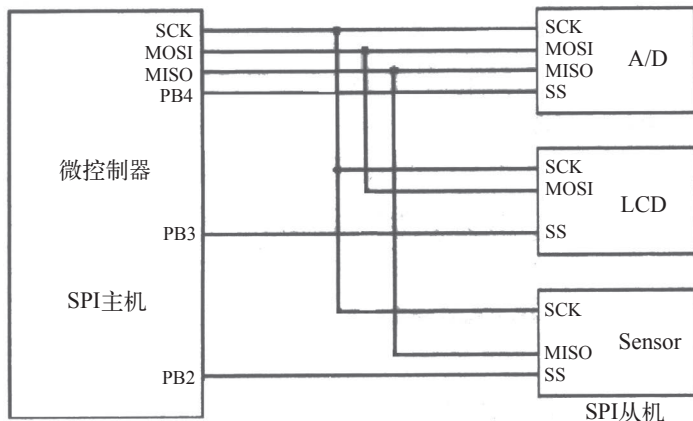 SCK
MOSI
MISO
PB4
微控制器
PB3
SPI主机
PB2
SCK
MOSI
MISO
SS
A/D
SCK
MOSI
SS
LCD
SCK
MISO
SS
Sensor
SPI从机